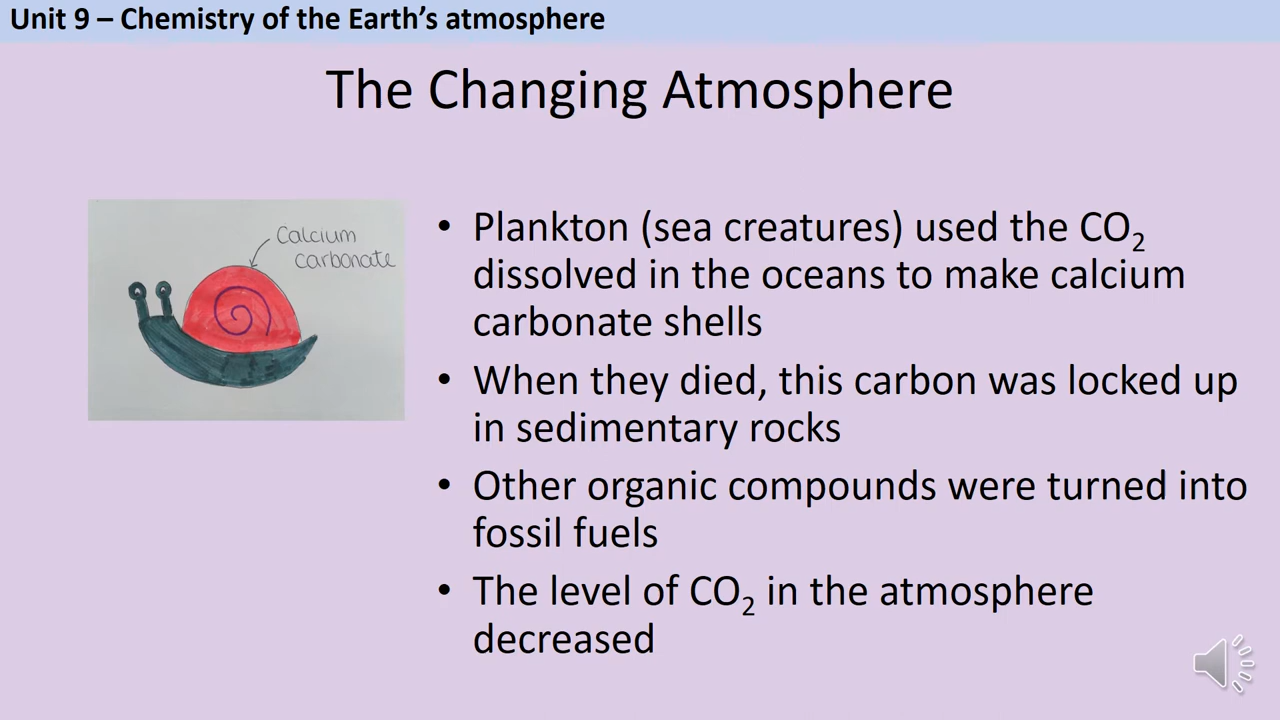 Unit 9 – Chemistry of the Earth’s atmosphere
The Changing Atmosphere
Calcium
carbonate
• Plankton (sea creatures) used the CO₂
dissolved in the oceans to make calcium
carbonate shells
• When they died, this carbon was locked up
in sedimentary rocks
• Other organic compounds were turned into
fossil fuels
• The level of CO₂ in the atmosphere
decreased